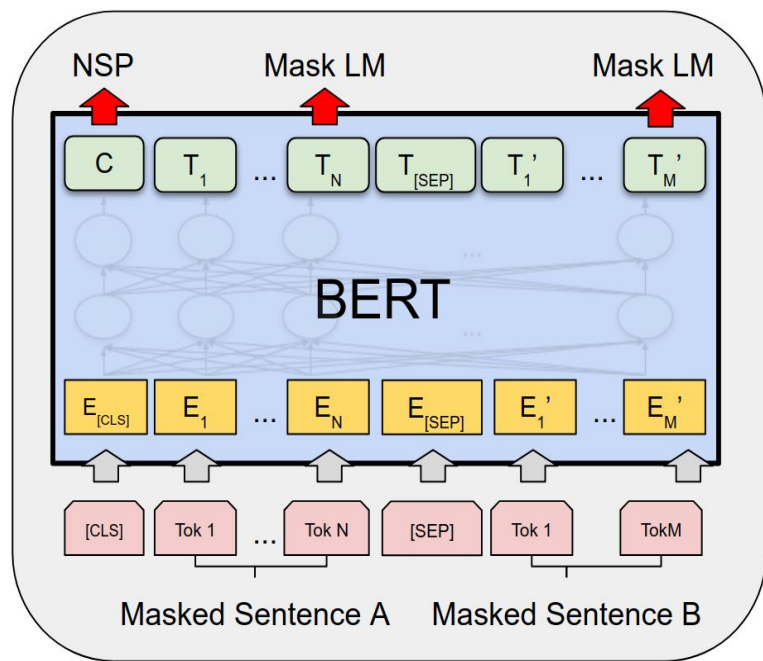 NSP Mask LM Mask LM
C T1 ... TN T[SEP] T1' ... TM'
...
BERT
...
E[CLS] E1 ... EN E[SEP] E1' ... EM'
[CLS] Tok 1 ... Tok N [SEP] Tok 1 TokM
Masked Sentence A Masked Sentence B